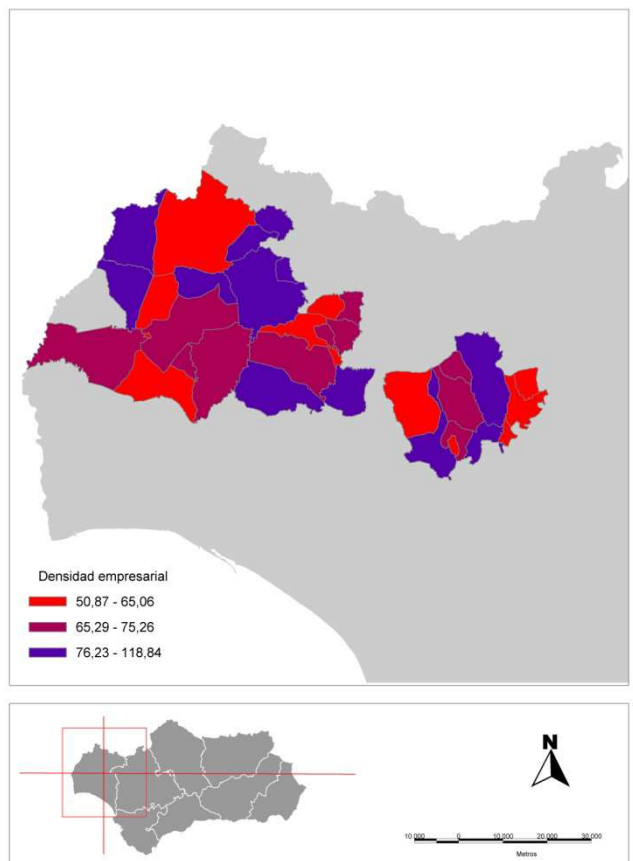 Densidad empresarial
50,87 - 65,06
65,29 - 75,26
76,23 - 118,84
N
10.000 0 10.000 20.000 30.000
Metros